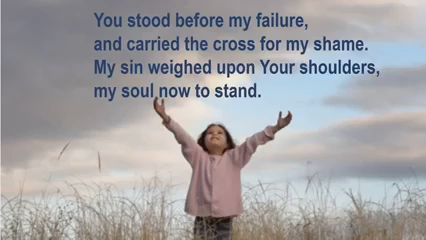 You stood before my failure,
and carried the cross for my shame.
My sin weighed upon Your shoulders,
my soul now to stand.